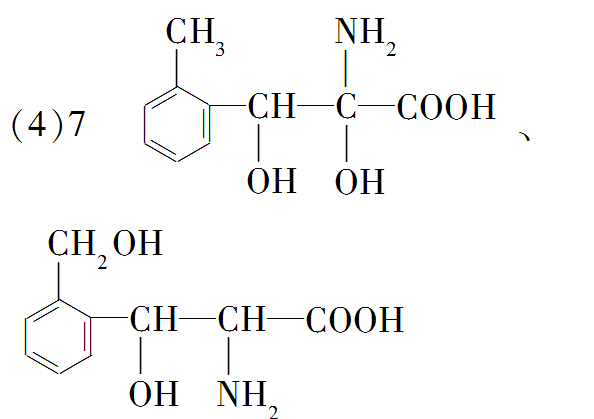 CH₃ NH₂
(4)7 CH C COOH 、
OH OH
CH₂OH
CH CH COOH
OH NH₂